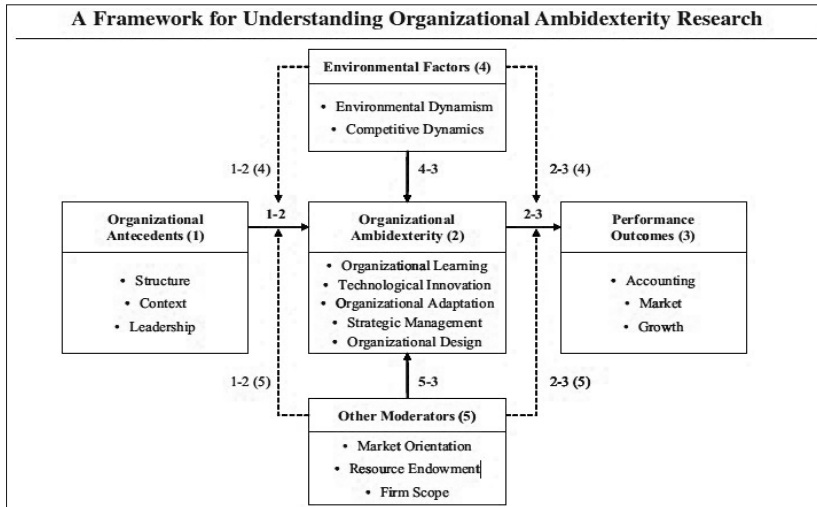 A Framework for Understanding Organizational Ambidexterity Research
Environmental Factors (4)
• Environmental Dynamism
• Competitive Dynamics
1-2 (4)
4-3
2-3 (4)
Organizational
Antecedents (1)
• Structure
• Context
• Leadership
1-2
Organizational
Ambidexterity (2)
• Organizational Learning
• Technological Innovation
• Organizational Adaptation
• Strategic Management
• Organizational Design
2-3
Performance
Outcomes (3)
• Accounting
• Market
• Growth
1-2 (5)
5-3
2-3 (5)
Other Moderators (5)
• Market Orientation
• Resource Endowment
• Firm Scope